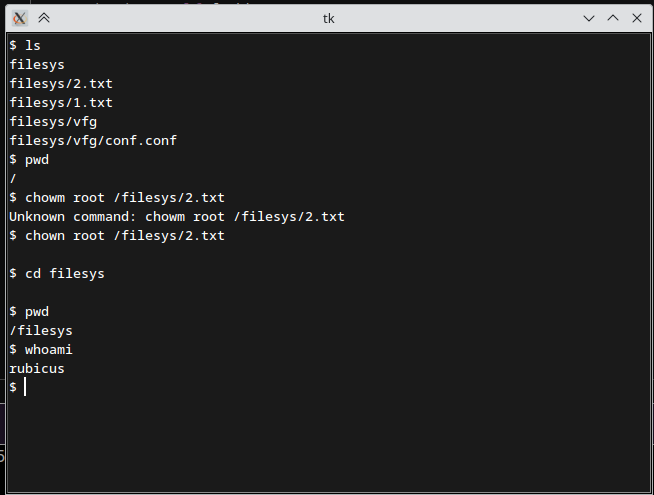 tk
$ ls
filesys
filesys/2.txt
filesys/1.txt
filesys/vfg
filesys/vfg/conf.conf
$ pwd
/
$ chowm root /filesys/2.txt
Unknown command: chowm root /filesys/2.txt
$ chown root /filesys/2.txt
$ cd filesys
$ pwd
/filesys
$ whoami
rubicus
$